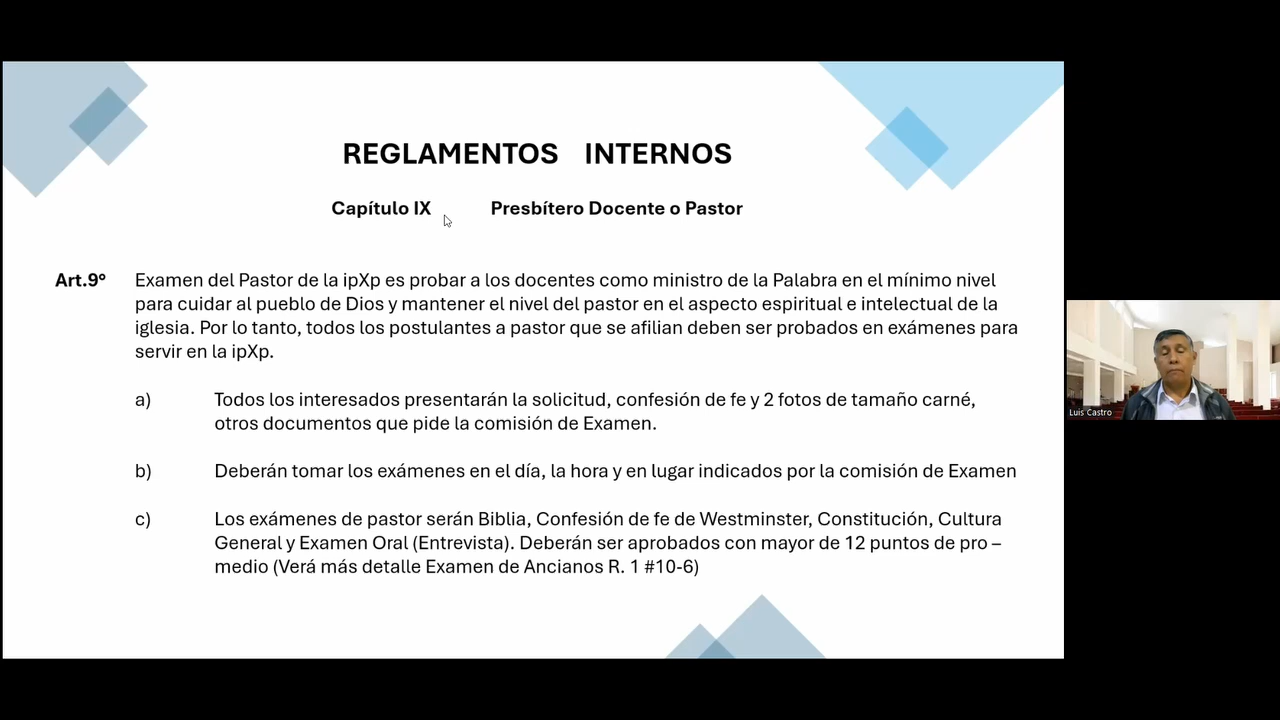 REGLAMENTOS INTERNOS
Capítulo IX Presbítero Docente o Pastor
Art.9° Examen del Pastor de la ipXp es probar a los docentes como ministro de la Palabra en el mínimo nivel
para cuidar al pueblo de Dios y mantener el nivel del pastor en el aspecto espiritual e intelectual de la
iglesia. Por lo tanto, todos los postulantes a pastor que se afilian deben ser probados en exámenes para
servir en la ipXp.
a) Todos los interesados presentarán la solicitud, confesión de fe y 2 fotos de tamaño carné,
otros documentos que pide la comisión de Examen.
b) Deberán tomar los exámenes en el día, la hora y en lugar indicados por la comisión de Examen
c) Los exámenes de pastor serán Biblia, Confesión de fe de Westminster, Constitución, Cultura
General y Examen Oral (Entrevista). Deberán ser aprobados con mayor de 12 puntos de pro –
medio (Verá más detalle Examen de Ancianos R. 1 #10-6)
Luis Castro